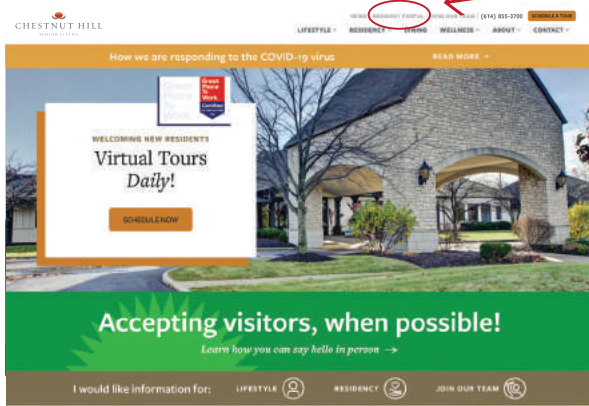 CHESTNUT HILL
SENIOR LIVING
NEWS RESIDENT PORTAL JOIN OUR TEAM (614) 855-3700 SCHEDULE A TOUR
LIFESTYLE RESIDENCY DINING WELLNESS ABOUT CONTACT
How we are responding to the COVID-19 virus READ MORE →
Great
Place
To
Work.
Certified
WELCOMING NEW RESIDENTS
Virtual Tours
Daily!
SCHEDULE NOW
Accepting visitors, when possible!
Learn how you can say hello in person →
I would like information for: LIFESTYLE RESIDENCY JOIN OUR TEAM